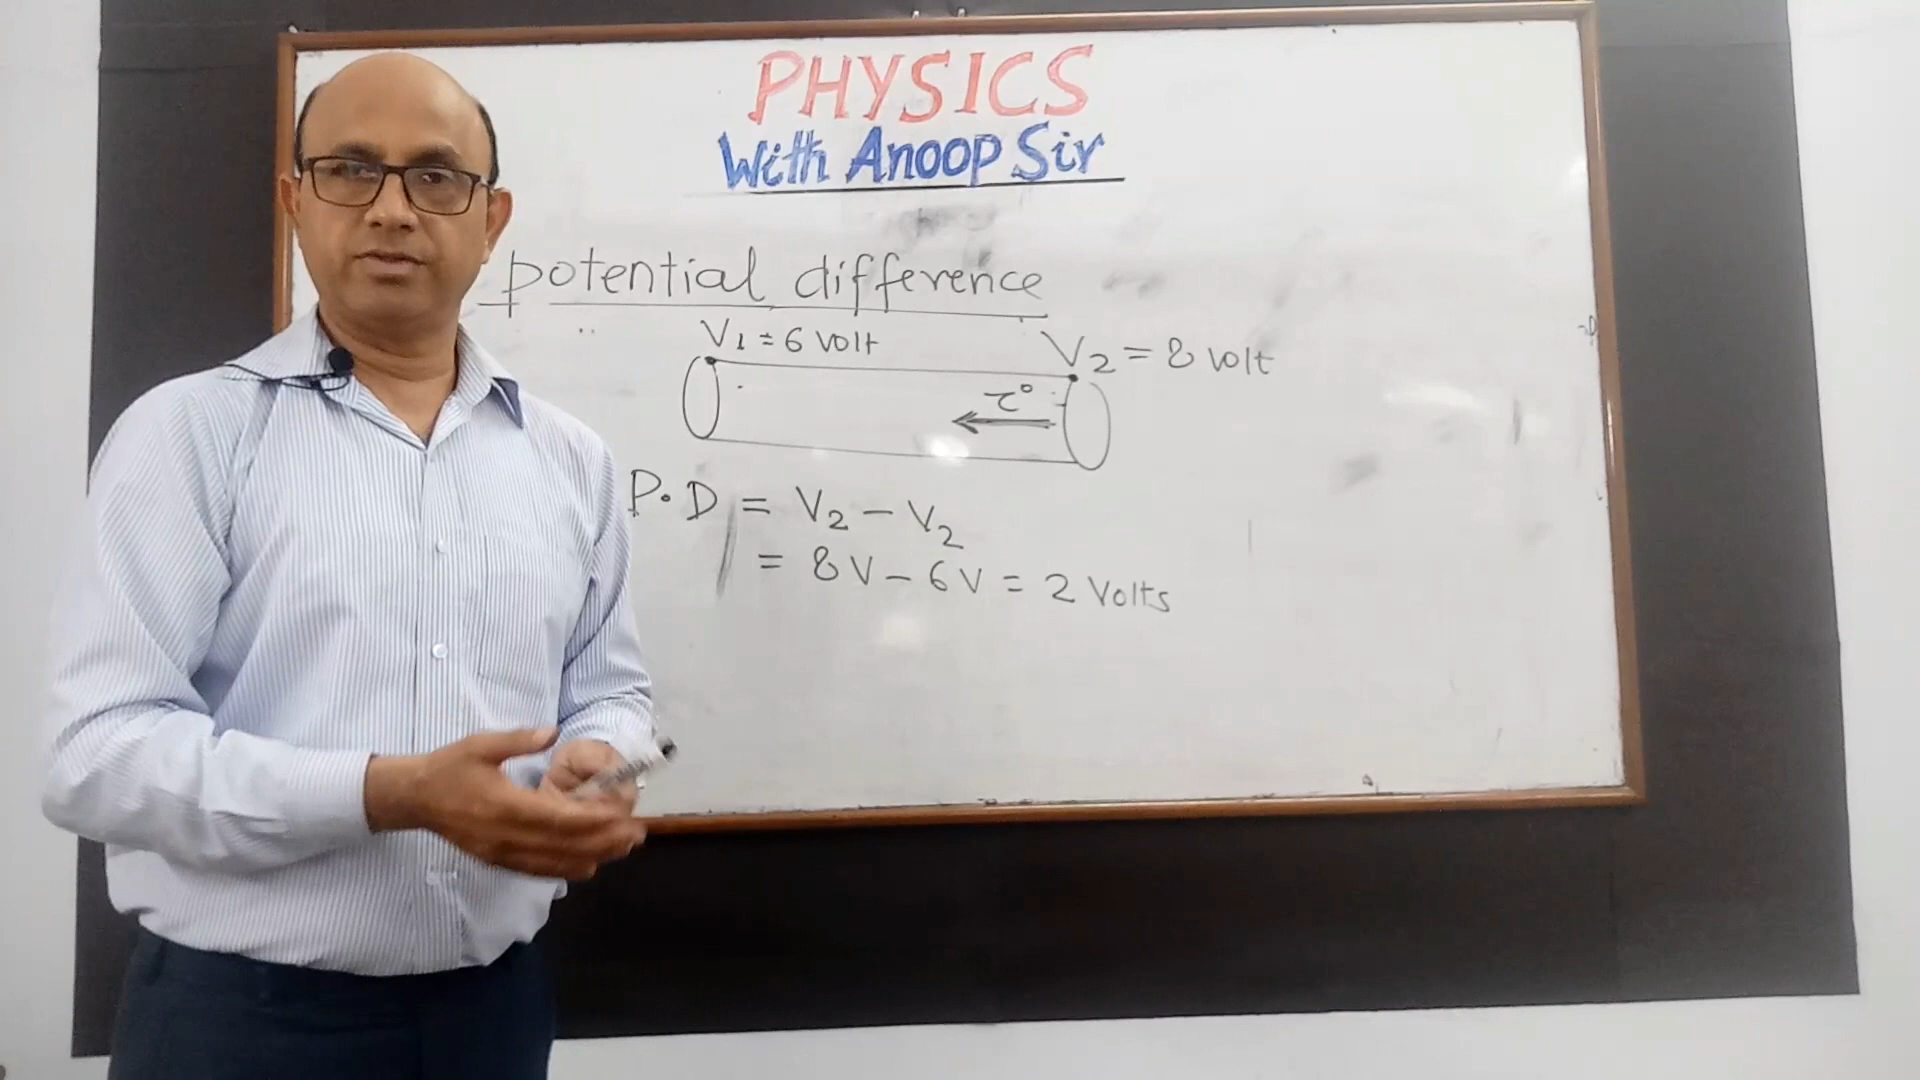 PHYSICS
With Anoop Sir
potential difference
V1 = 6 volt
V2 = 8 volt
i
P.D = V2 - V2
= 8V - 6V = 2 Volts